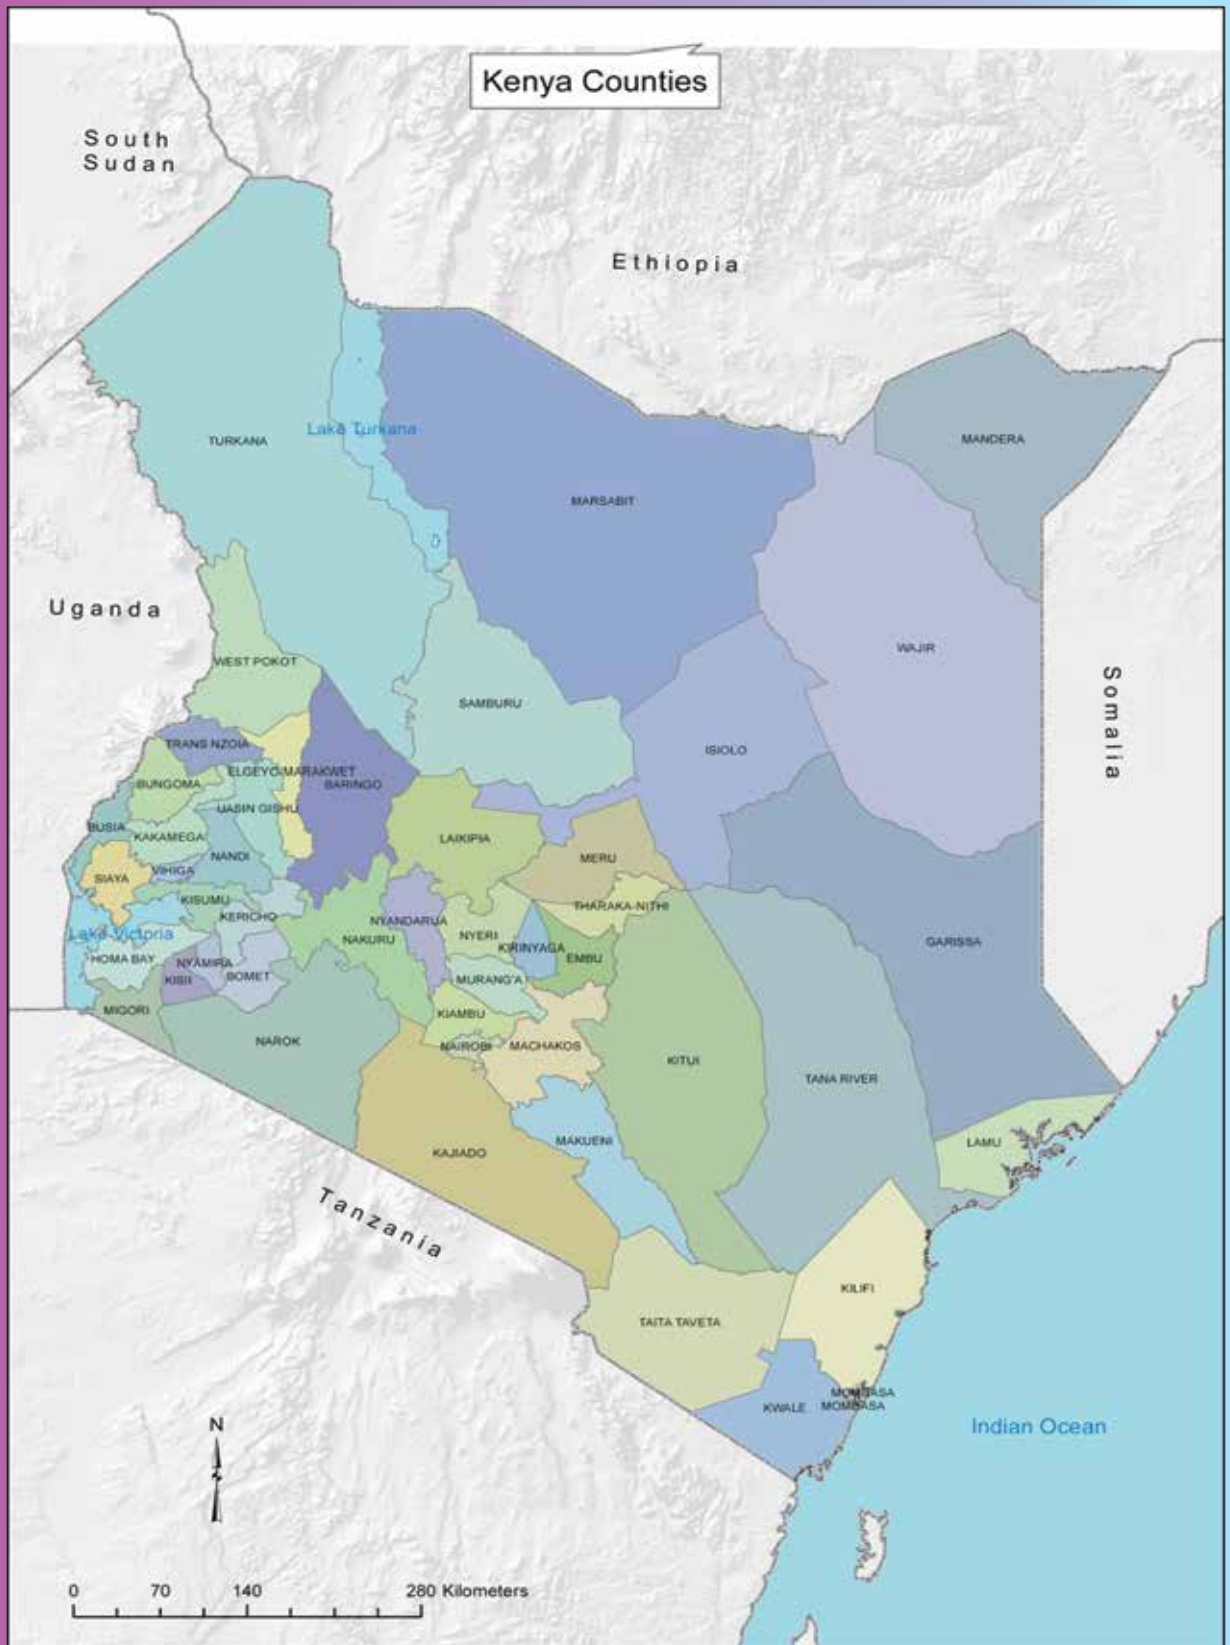 Kenya Counties
South
Sudan
Ethiopia
TURKANA
Lake Turkana
MANDERA
MARSABIT
Uganda
WAJIR
WEST POKOT
Somalia
SAMBURU
TRANS NZOIA
ISIOLO
ELGEYO-MARAKWET
BUNGOMA
BARINGO
UASIN GISHU
BUSIA
KAKAMEGA
LAIKIPIA
NANDI
MERU
VIHIGA
SIAYA
KISUMU
THARAKA-NITHI
KERICHO
NYANDARUA
Lake Victoria
NAKURU
NYERI
GARISSA
KIRINYAGA
HOMA BAY
NYAMIRA
EMBU
KISII
BOMET
MURANG'A
MIGORI
KIAMBU
NAROK
NAIROBI
MACHAKOS
KITUI
TANA RIVER
MAKUENI
LAMU
KAJIADO
Tanzania
KILIFI
TAITA TAVETA
MOMBASA
KWALE
MOMBASA
Indian Ocean
N
0 70 140 280 Kilometers